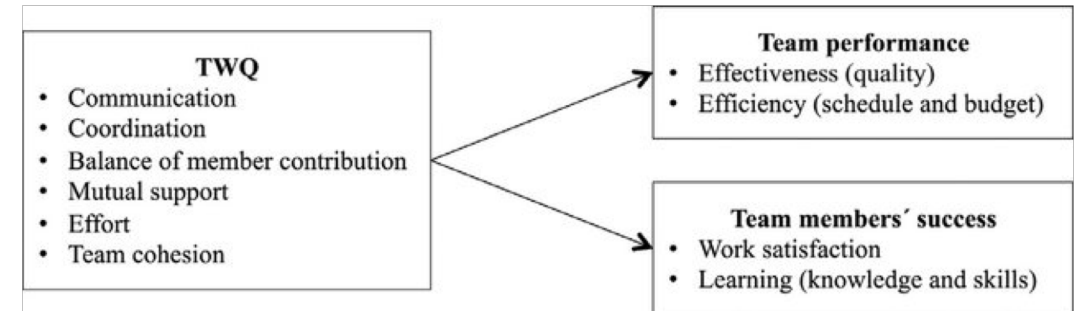 TWQ
• Communication
• Coordination
• Balance of member contribution
• Mutual support
• Effort
• Team cohesion
Team performance
• Effectiveness (quality)
• Efficiency (schedule and budget)
Team members´ success
• Work satisfaction
• Learning (knowledge and skills)